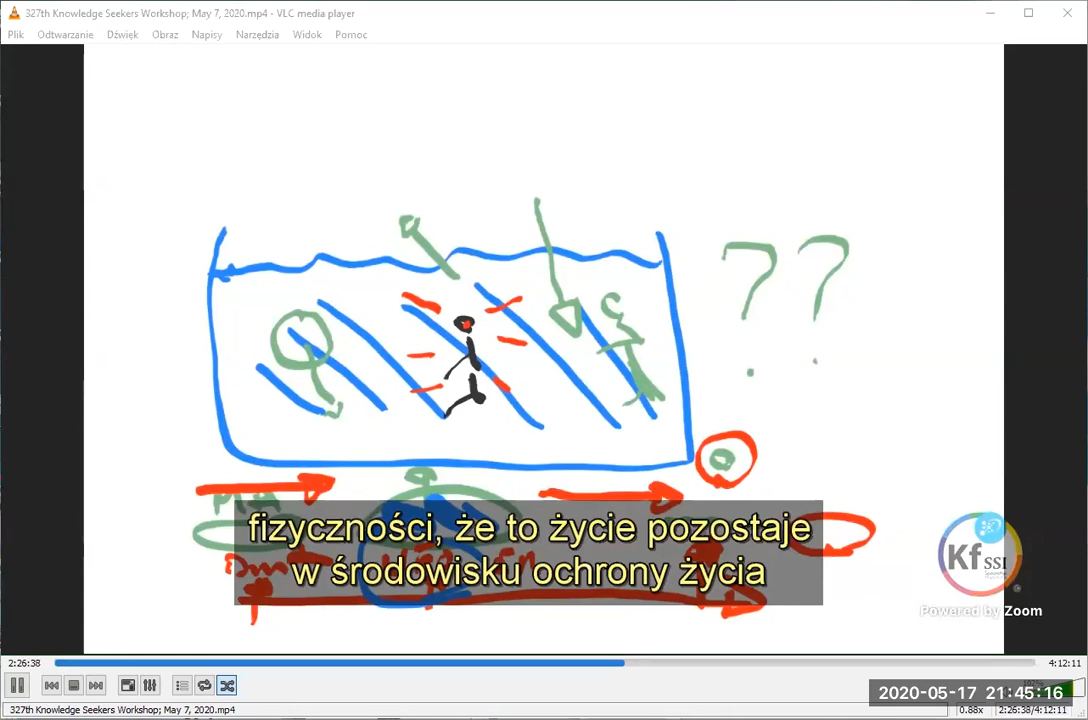 327th Knowledge Seekers Workshop; May 7, 2020.mp4 - VLC media player
Plik Odtwarzanie Dźwięk Obraz Napisy Narzędzia Widok Pomoc
? ?
fizyczności, że to życie pozostaje
w środowisku ochrony życia
Kf SSI
Powered by Zoom
2:26:38 4:12:11
2020-05-17 21:45:16
327th Knowledge Seekers Workshop; May 7, 2020.mp4 0.88x 2:26:38/4:12:11